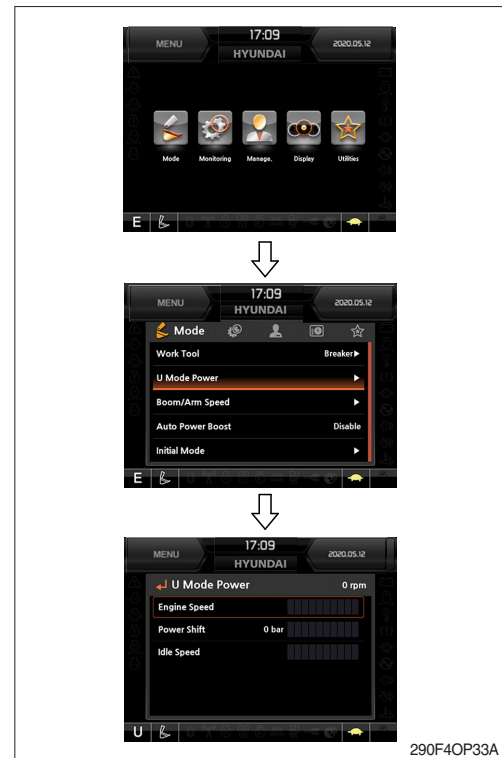 MENU 17:09 2020.05.12
HYUNDAI
Mode Monitoring Manage. Display Utilities
E
MENU 17:09 2020.05.12
HYUNDAI
Mode
Work Tool Breaker▶
U Mode Power ▶
Boom/Arm Speed ▶
Auto Power Boost Disable
Initial Mode ▶
E
MENU 17:09 2020.05.12
HYUNDAI
U Mode Power 0 rpm
Engine Speed
Power Shift 0 bar
Idle Speed
U
290F4OP33A